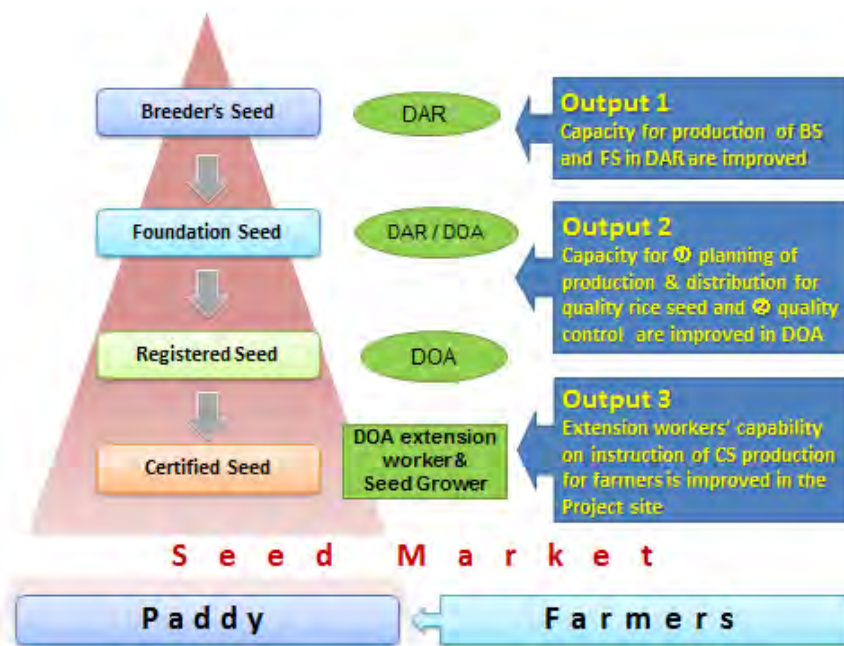 Breeder's Seed
DAR
Output 1
Capacity for production of BS
and FS in DAR are improved
Foundation Seed
DAR / DOA
Output 2
Capacity for ① planning of
production & distribution for
quality rice seed and ② quality
control are improved in DOA
Registered Seed
DOA
Output 3
Extension workers' capability
on instruction of CS production
for farmers is improved in the
Project site
Certified Seed
DOA extension
worker&
Seed Grower
Seed Market
Paddy
Farmers